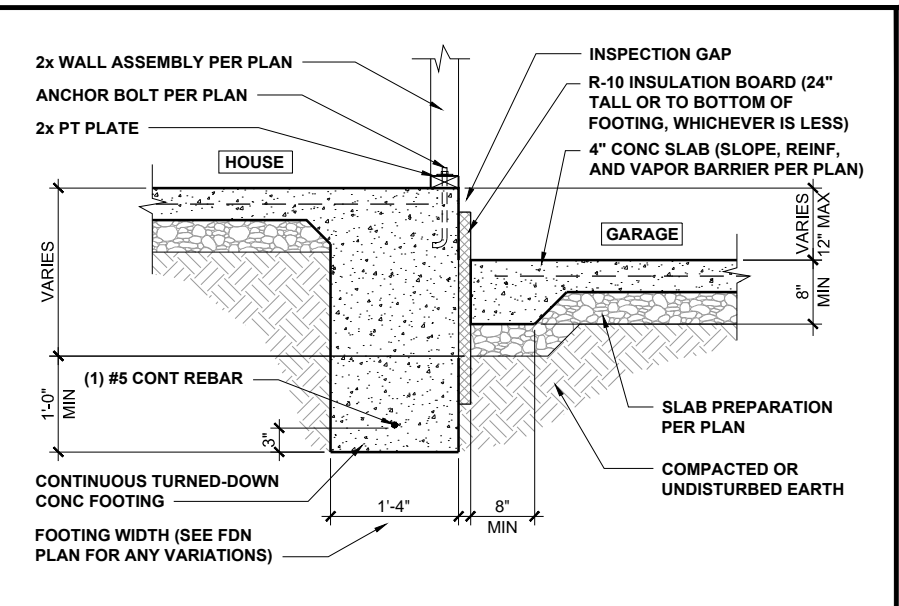 2x WALL ASSEMBLY PER PLAN
ANCHOR BOLT PER PLAN
2x PT PLATE
HOUSE
INSPECTION GAP
R-10 INSULATION BOARD (24"
TALL OR TO BOTTOM OF
FOOTING, WHICHEVER IS LESS)
4" CONC SLAB (SLOPE, REINF,
AND VAPOR BARRIER PER PLAN)
GARAGE
VARIES
12" MAX
8"
MIN
VARIES
1'-0"
MIN
(1) #5 CONT REBAR
3"
CONTINUOUS TURNED-DOWN
CONC FOOTING
FOOTING WIDTH (SEE FDN
PLAN FOR ANY VARIATIONS)
1'-4"
8"
MIN
SLAB PREPARATION
PER PLAN
COMPACTED OR
UNDISTURBED EARTH